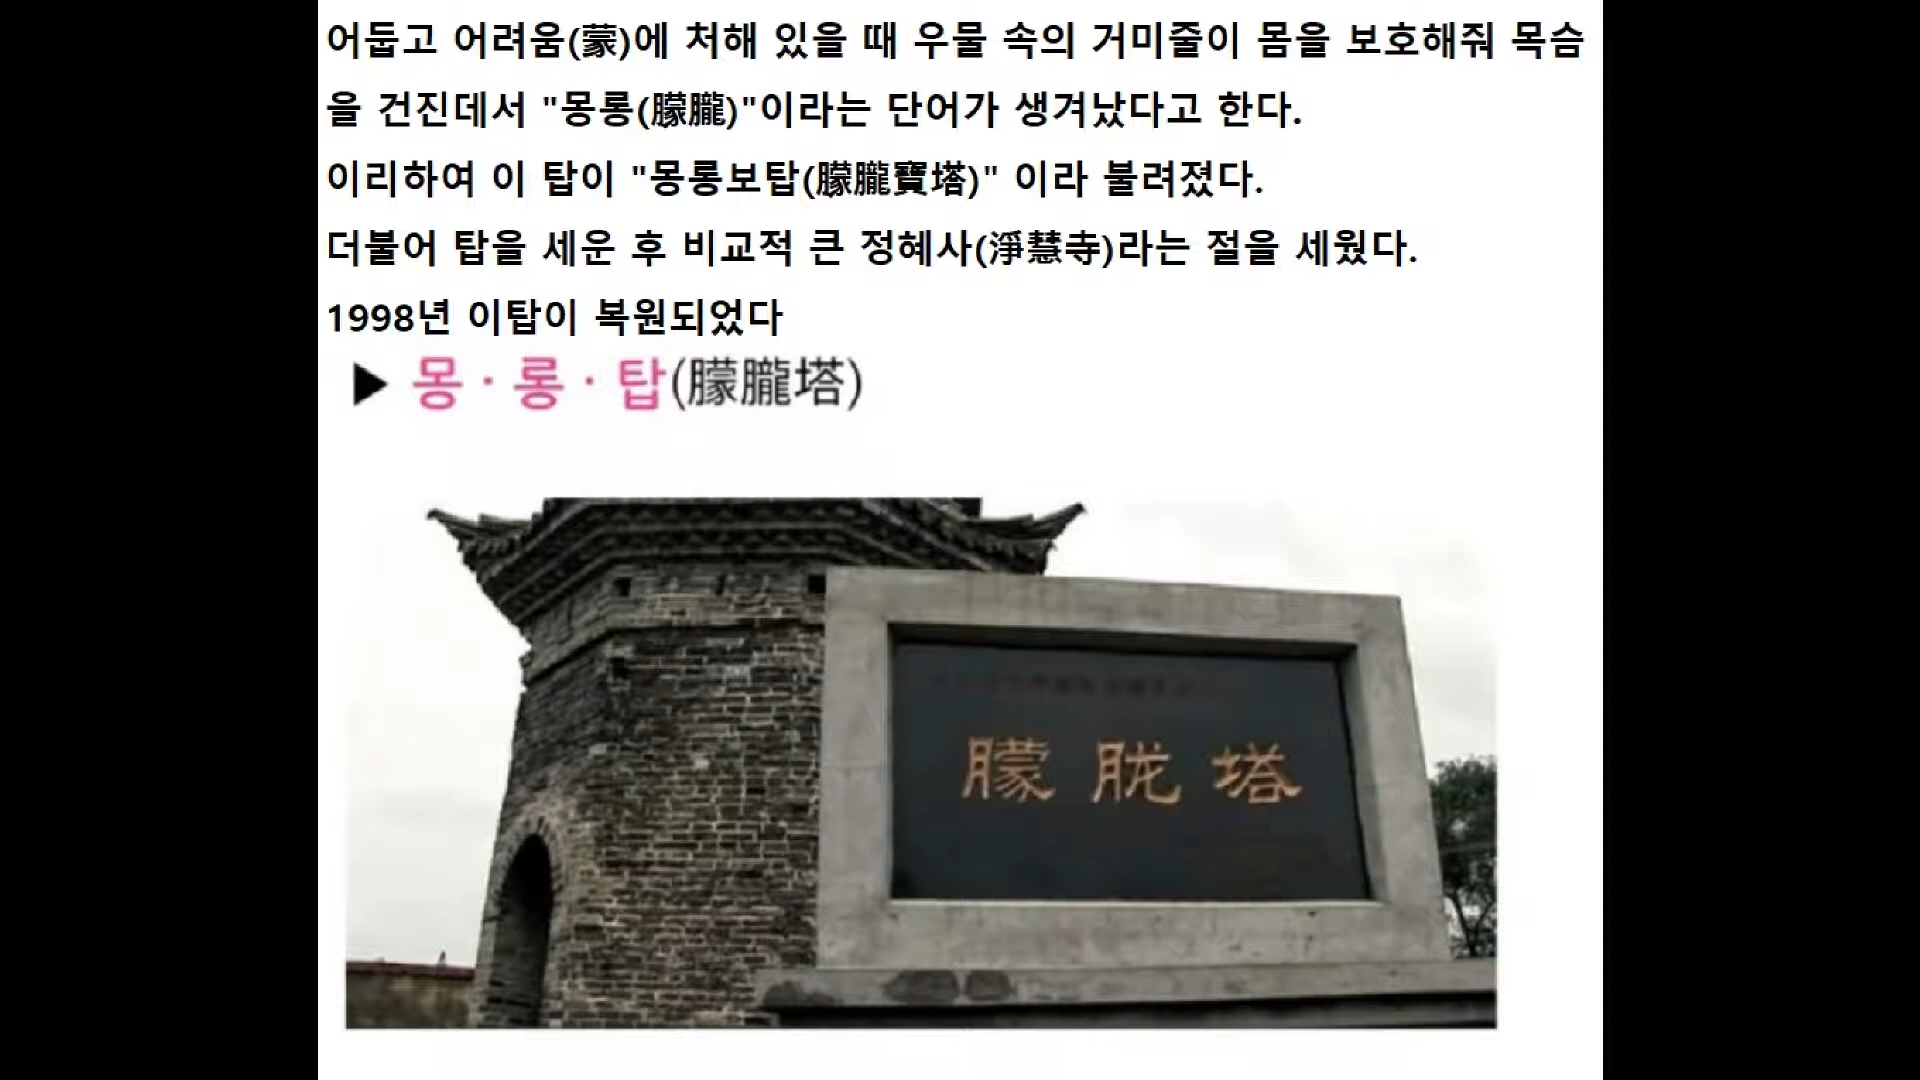 어둡고 어려움(蒙)에 처해 있을 때 우물 속의 거미줄이 몸을 보호해줘 목슴
을 건진데서 "몽롱(朦朧)"이라는 단어가 생겨났다고 한다.
이리하여 이 탑이 "몽롱보탑(朦朧寶塔)" 이라 불려졌다.
더불어 탑을 세운 후 비교적 큰 정혜사(淨慧寺)라는 절을 세웠다.
1998년 이탑이 복원되었다
▶ 몽·롱·탑(朦朧塔)
朦胧塔